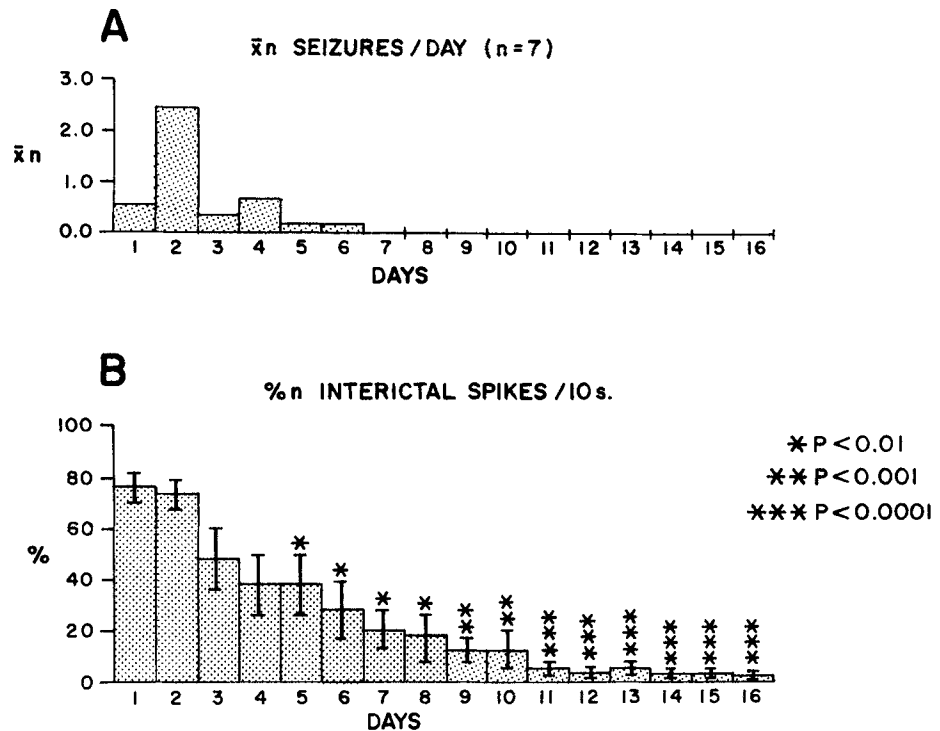 A
x̄n SEIZURES/DAY (n=7)
3.0
2.0
x̄n
1.0
0.0
1 2 3 4 5 6 7 8 9 10 11 12 13 14 15 16
DAYS
B
%n INTERICTAL SPIKES/10s.
100
80
60
%
40
20
0
* P<0.01
** P<0.001
*** P<0.0001
* * * * ** ** *** *** *** *** *** ***
1 2 3 4 5 6 7 8 9 10 11 12 13 14 15 16
DAYS